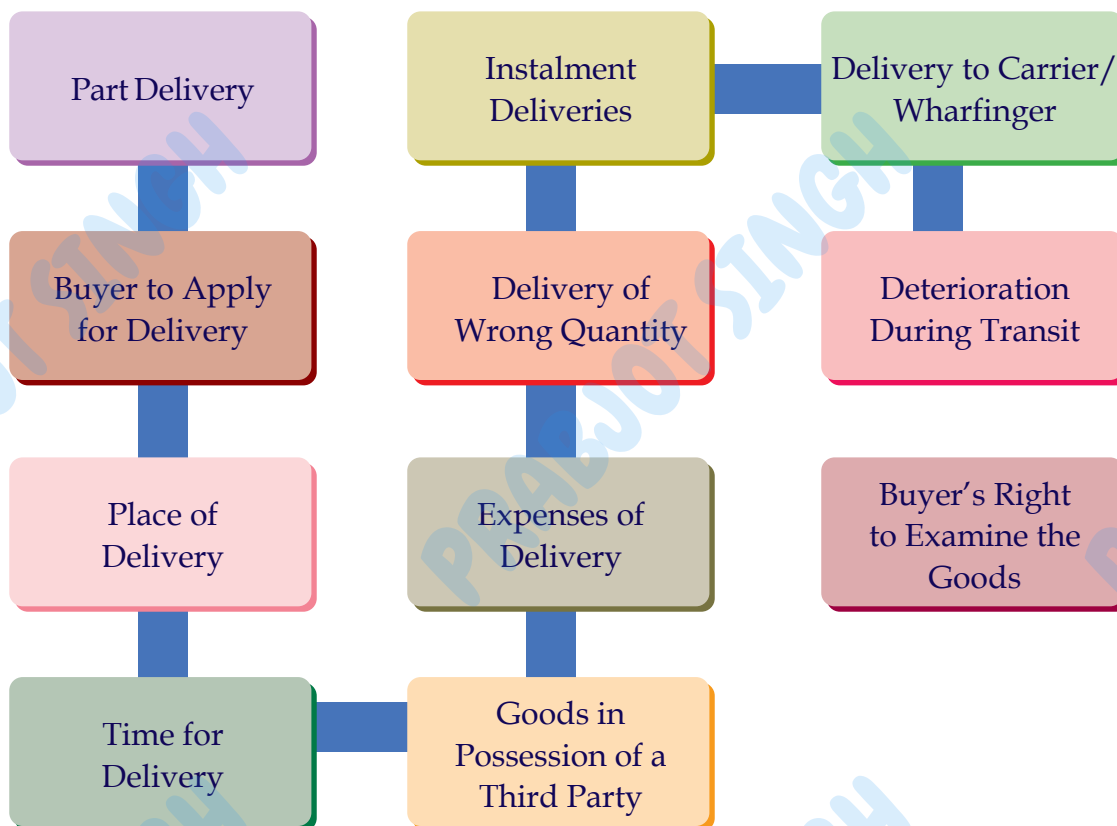 Part Delivery
Buyer to Apply
for Delivery
Place of
Delivery
Time for
Delivery
Goods in
Possession of a
Third Party
Expenses of
Delivery
Delivery of
Wrong Quantity
Instalment
Deliveries
Delivery to Carrier/
Wharfinger
Deterioration
During Transit
Buyer’s Right
to Examine the
Goods
PRABJOT SINGH